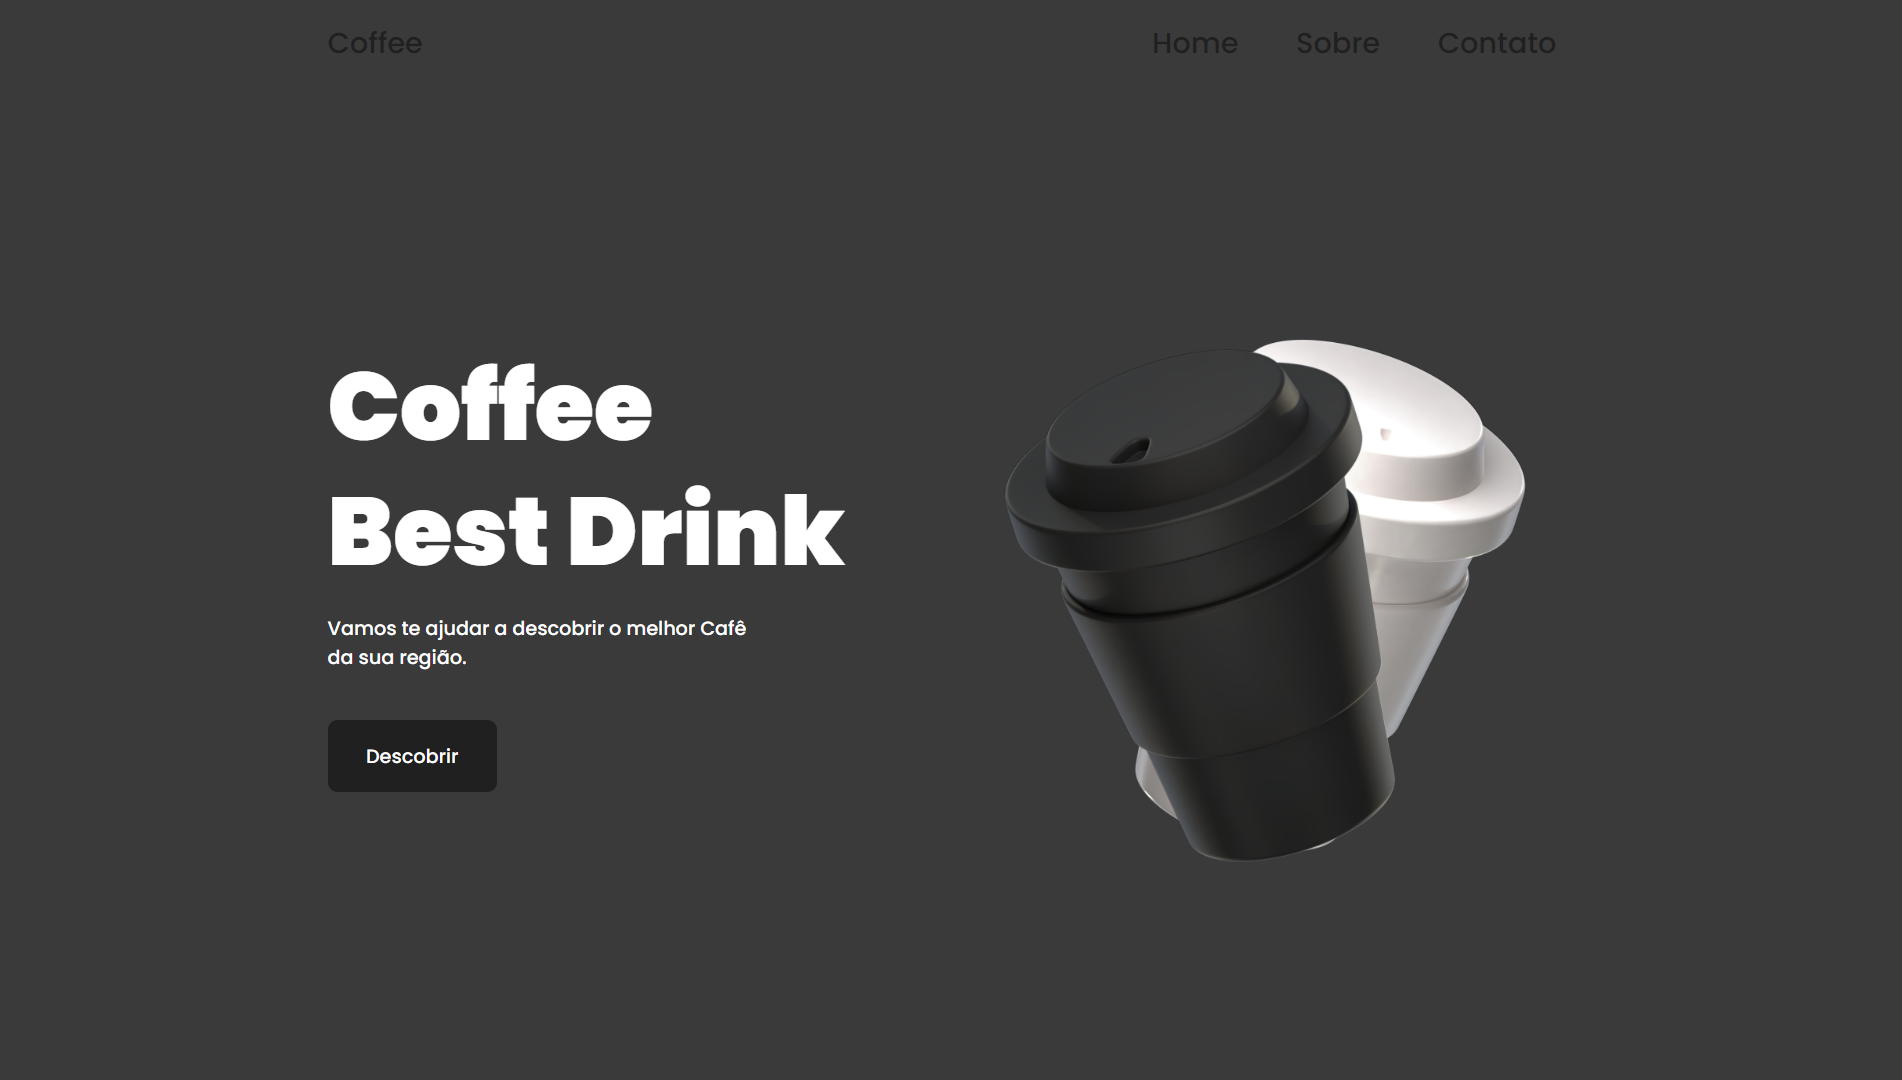 Coffee
Home Sobre Contato
Coffee
Best Drink
Vamos te ajudar a descobrir o melhor Cafê
da sua região.
Descobrir